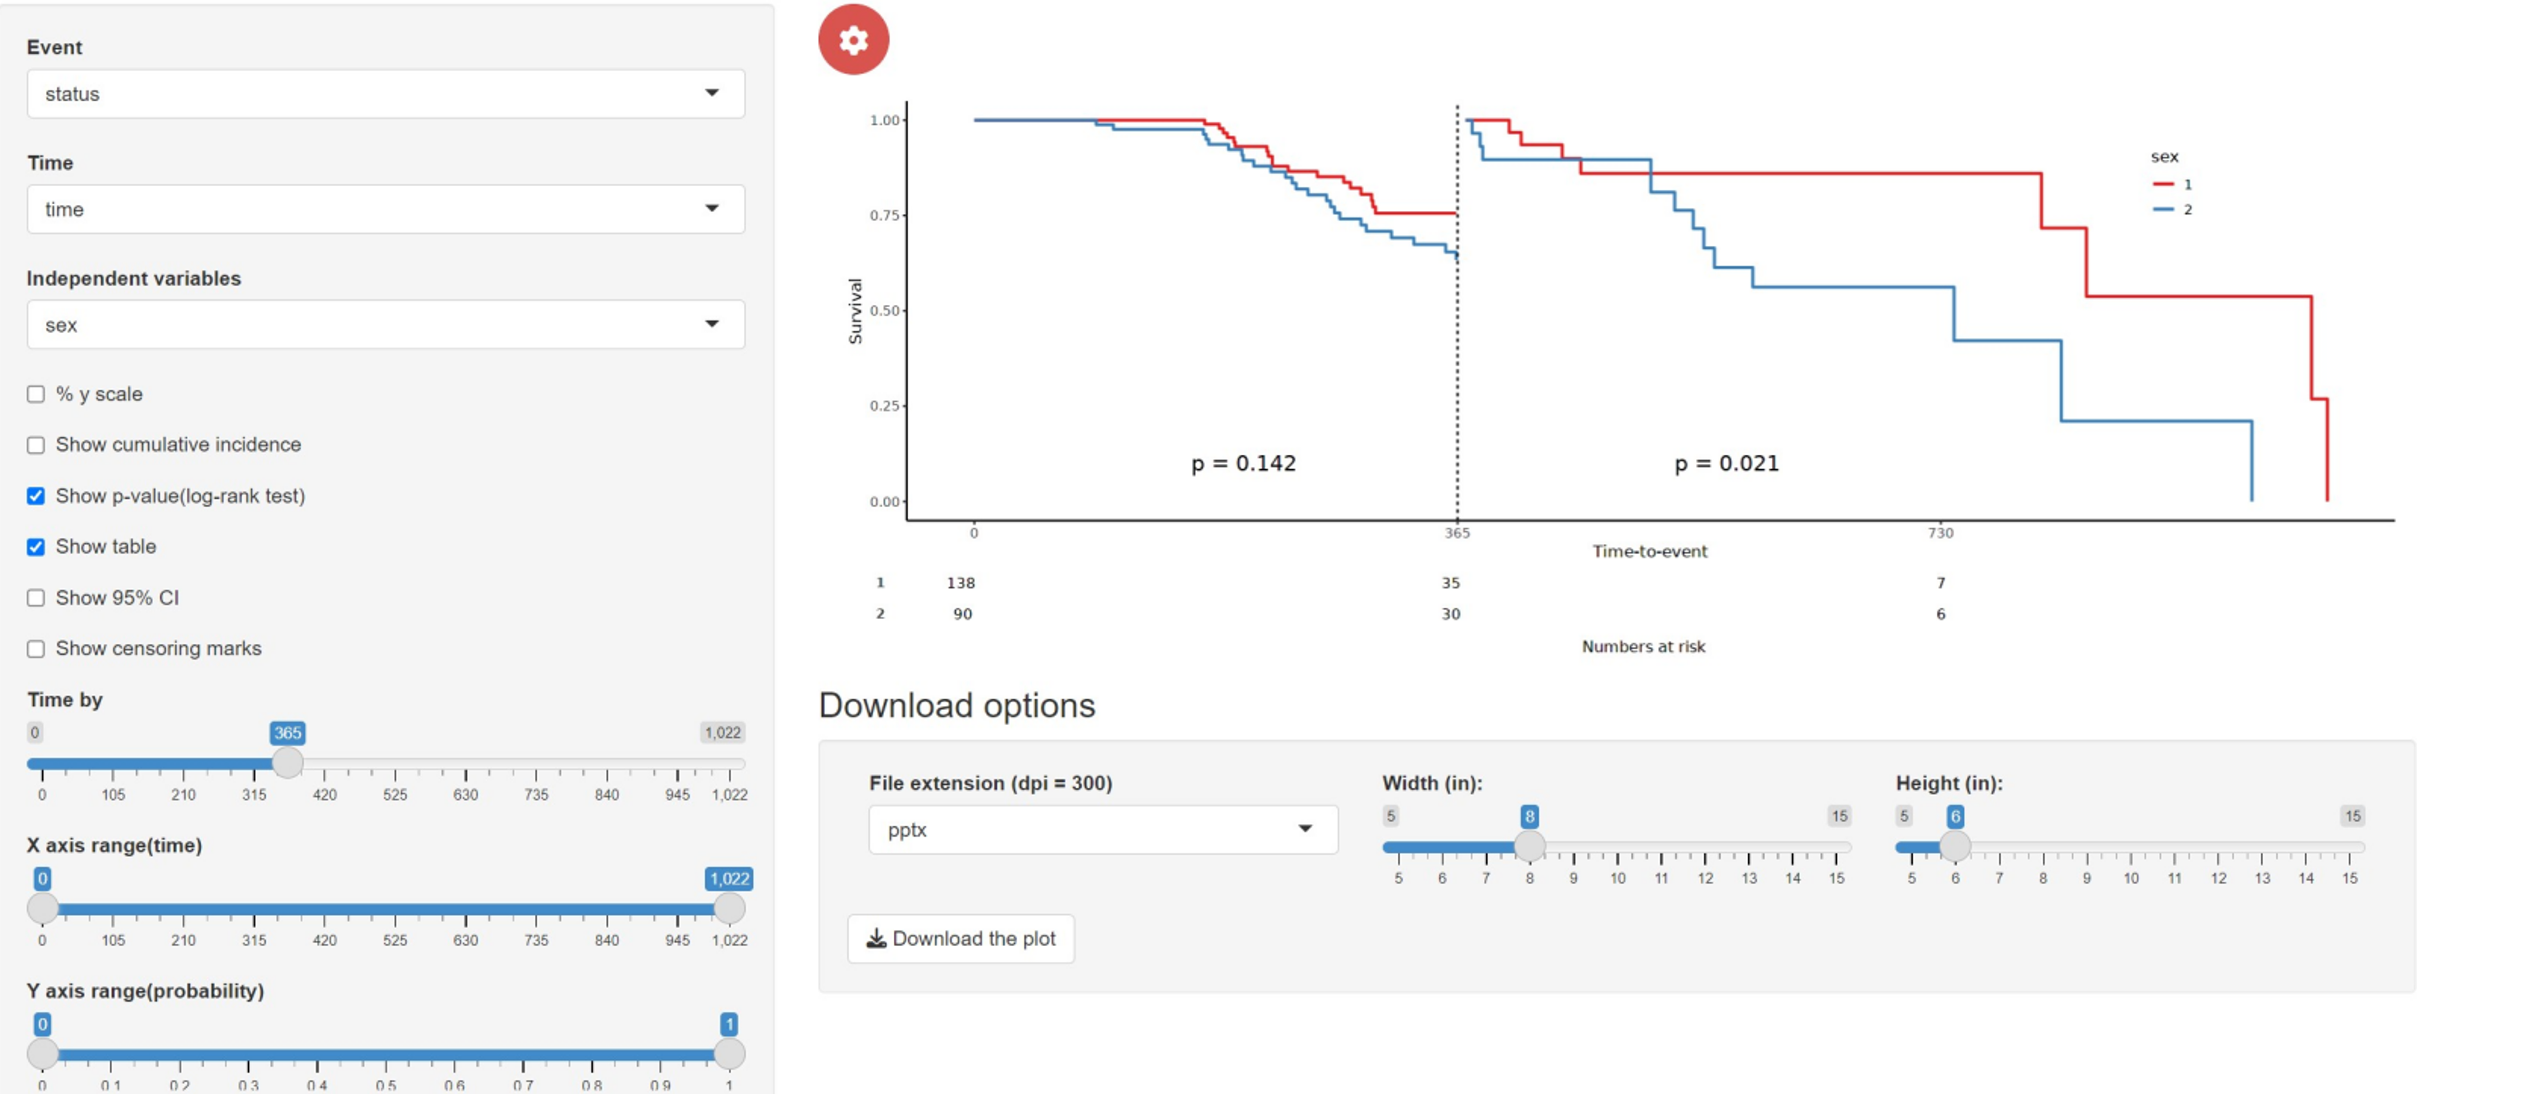 Event
status
Time
time
Independent variables
sex
% y scale
Show cumulative incidence
Show p-value(log-rank test)
Show table
Show 95% CI
Show censoring marks
Time by
0 365 1,022
0 105 210 315 420 525 630 735 840 945 1,022
X axis range(time)
0 1,022
0 105 210 315 420 525 630 735 840 945 1,022
Y axis range(probability)
0 1
0 0.1 0.2 0.3 0.4 0.5 0.6 0.7 0.8 0.9 1
Survival
1.00
0.75
0.50
0.25
0.00
sex
1
2
p = 0.142 p = 0.021
0 365 730
Time-to-event
1 138 35 7
2 90 30 6
Numbers at risk
Download options
File extension (dpi = 300)
pptx
Width (in):
5 8 15
5 6 7 8 9 10 11 12 13 14 15
Height (in):
5 6 15
5 6 7 8 9 10 11 12 13 14 15
Download the plot